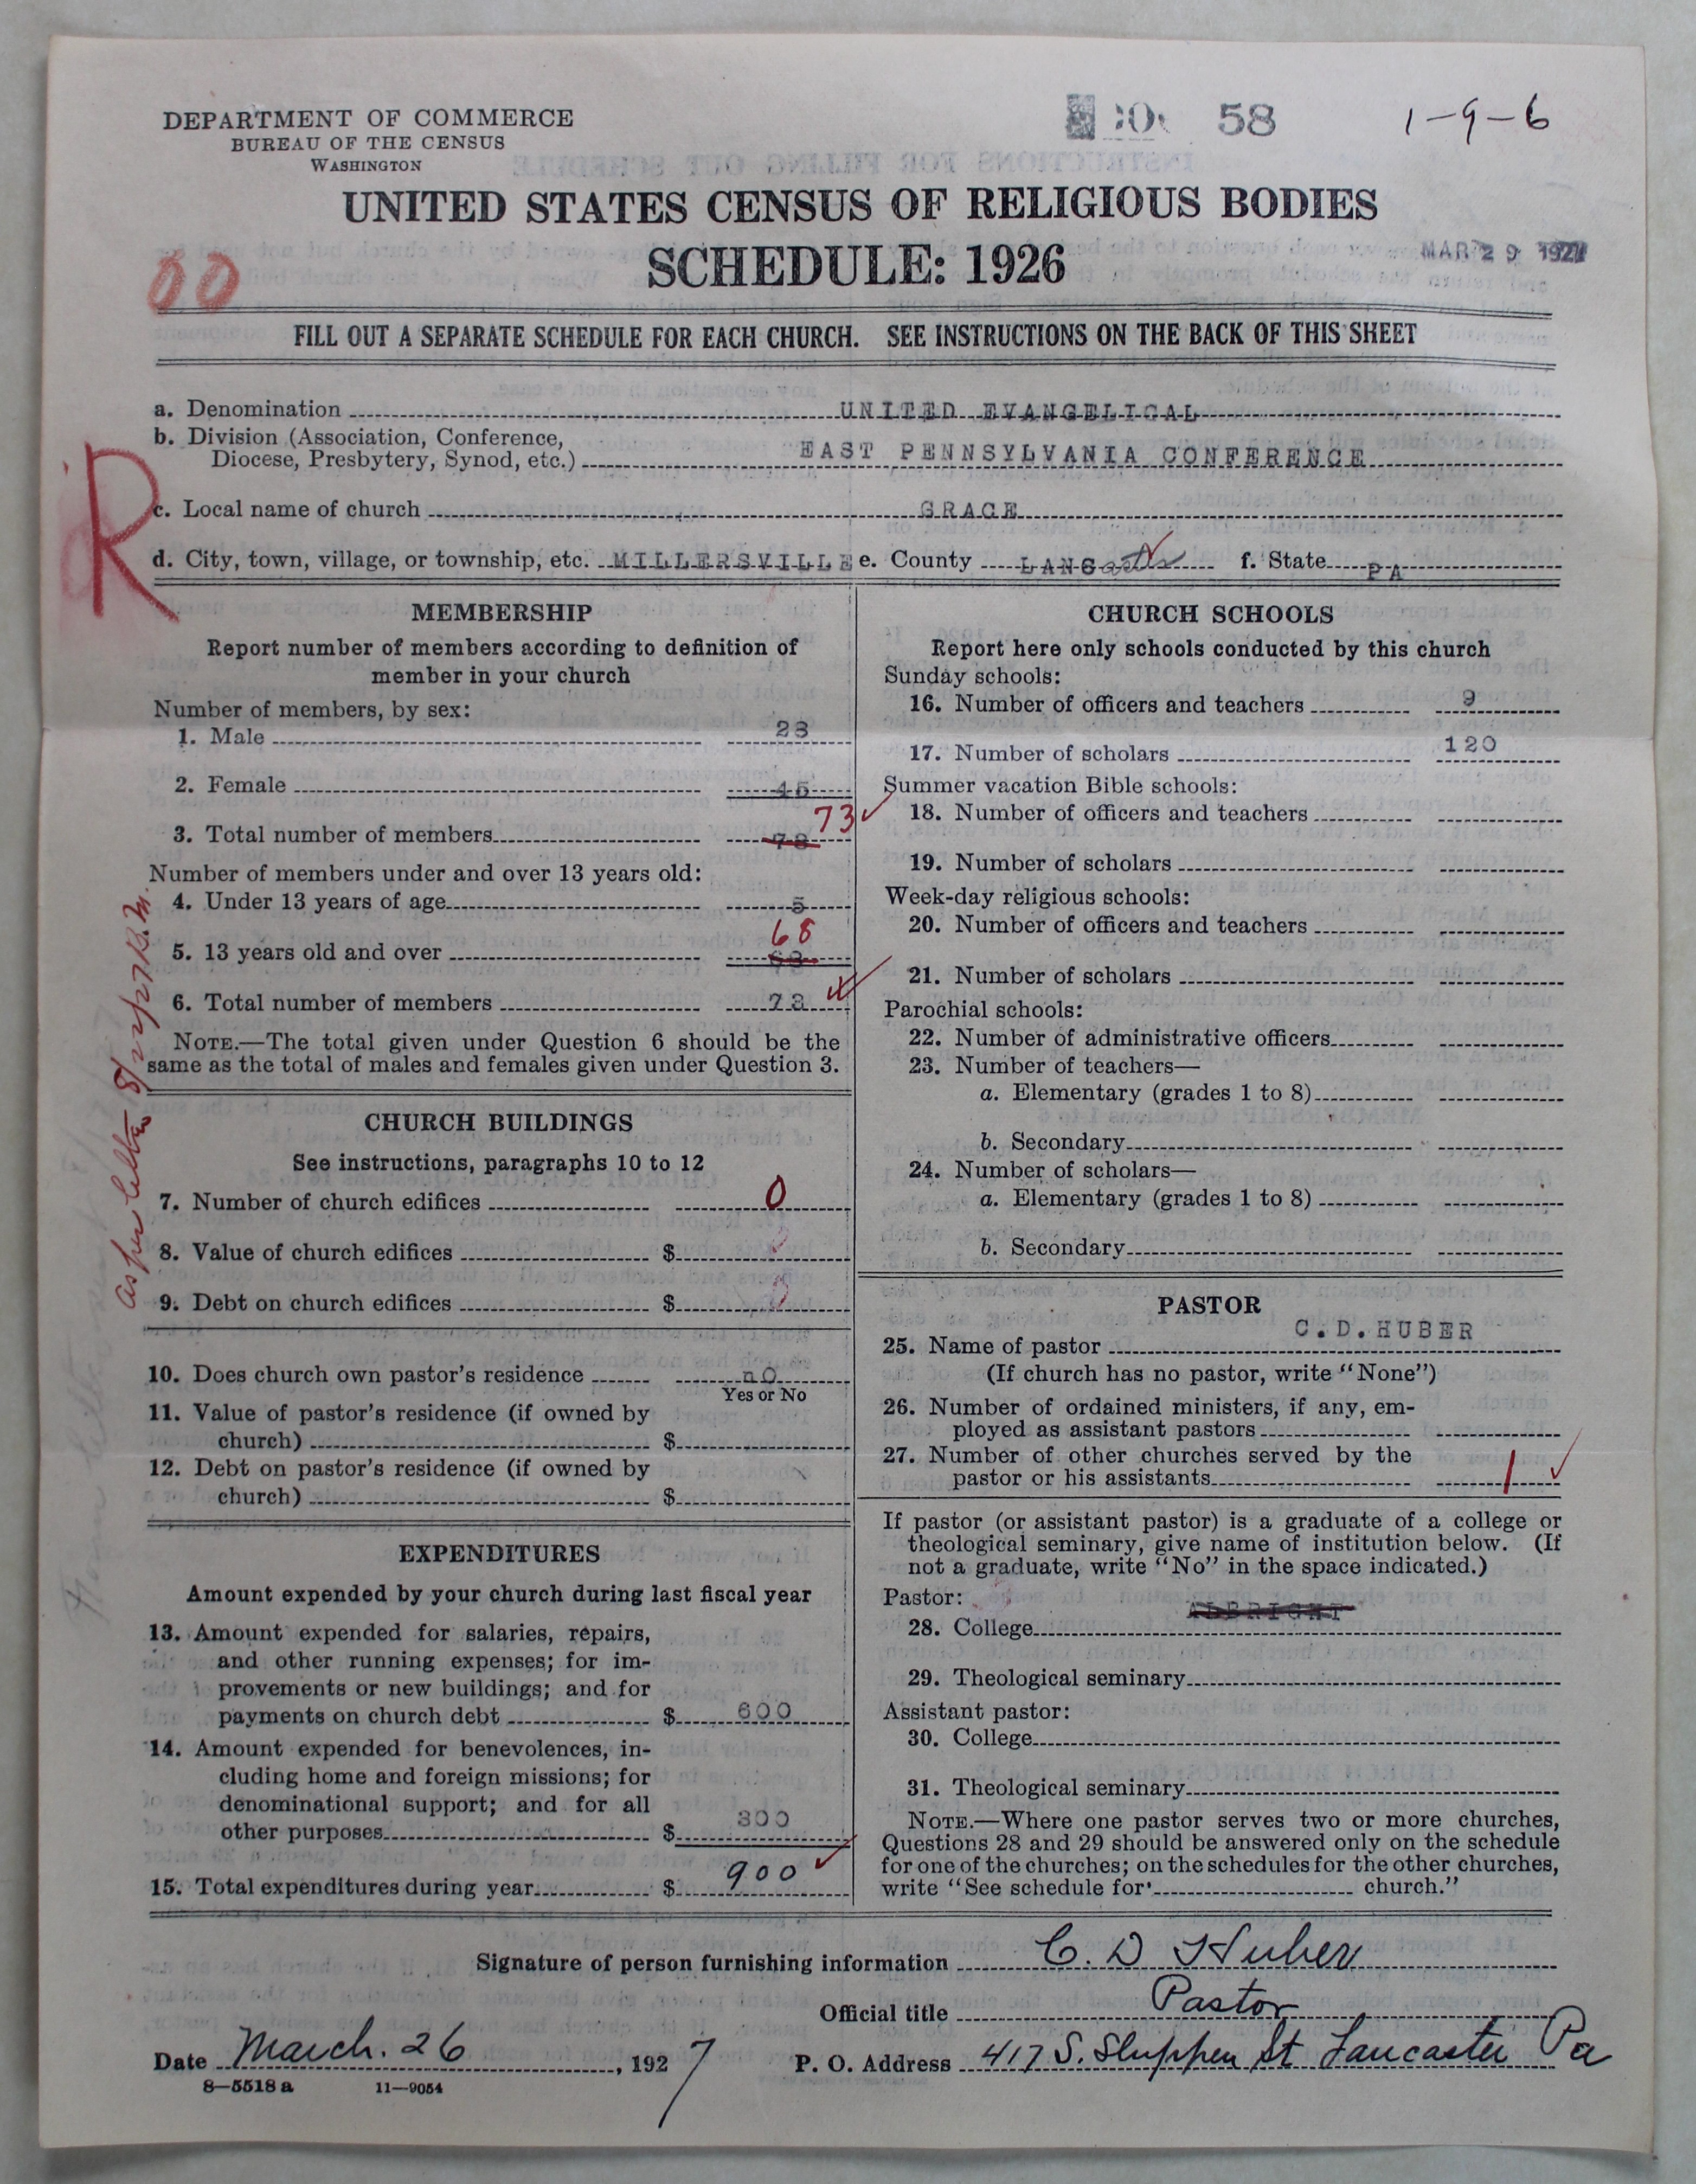 DEPARTMENT OF COMMERCE
BUREAU OF THE CENSUS
WASHINGTON
58
1-9-6
UNITED STATES CENSUS OF RELIGIOUS BODIES
SCHEDULE: 1926
MAR 29 1927
00
FILL OUT A SEPARATE SCHEDULE FOR EACH CHURCH. SEE INSTRUCTIONS ON THE BACK OF THIS SHEET
a. Denomination UNITED EVANGELICAL
b. Division (Association, Conference,
Diocese, Presbytery, Synod, etc.) EAST PENNSYLVANIA CONFERENCE
R
c. Local name of church GRACE
d. City, town, village, or township, etc. MILLERSVILLE e. County LANCaster f. State PA
MEMBERSHIP
Report number of members according to definition of
member in your church
Number of members, by sex:
1. Male 28
2. Female 45
3. Total number of members 78 73
Number of members under and over 13 years old:
4. Under 13 years of age 5
5. 13 years old and over 68
6. Total number of members 73
NOTE.—The total given under Question 6 should be the
same as the total of males and females given under Question 3.
as per letter 8/22/27 B.M.
CHURCH BUILDINGS
See instructions, paragraphs 10 to 12
7. Number of church edifices 0
8. Value of church edifices $ 0
9. Debt on church edifices $ 0
10. Does church own pastor's residence no
Yes or No
11. Value of pastor's residence (if owned by
church) $
12. Debt on pastor's residence (if owned by
church) $
EXPENDITURES
Amount expended by your church during last fiscal year
13. Amount expended for salaries, repairs,
and other running expenses; for im-
provements or new buildings; and for
payments on church debt $ 600
14. Amount expended for benevolences, in-
cluding home and foreign missions; for
denominational support; and for all
other purposes $ 300
15. Total expenditures during year $ 900
CHURCH SCHOOLS
Report here only schools conducted by this church
Sunday schools:
16. Number of officers and teachers 9
17. Number of scholars 120
Summer vacation Bible schools:
18. Number of officers and teachers
19. Number of scholars
Week-day religious schools:
20. Number of officers and teachers
21. Number of scholars
Parochial schools:
22. Number of administrative officers
23. Number of teachers—
a. Elementary (grades 1 to 8)
b. Secondary
24. Number of scholars—
a. Elementary (grades 1 to 8)
b. Secondary
PASTOR
25. Name of pastor C.D.HUBER
(If church has no pastor, write "None")
26. Number of ordained ministers, if any, em-
ployed as assistant pastors
27. Number of other churches served by the
pastor or his assistants 1
If pastor (or assistant pastor) is a graduate of a college or
theological seminary, give name of institution below. (If
not a graduate, write "No" in the space indicated.)
Pastor:
28. College ALBRIGHT
29. Theological seminary
Assistant pastor:
30. College
31. Theological seminary
NOTE.—Where one pastor serves two or more churches,
Questions 28 and 29 should be answered only on the schedule
for one of the churches; on the schedules for the other churches,
write "See schedule for church."
Signature of person furnishing information C. D Huber
Official title Pastor
Date March. 26, 1927 P. O. Address 417 S. Shippen St Lancaster Pa
8—5518 a 11—9054